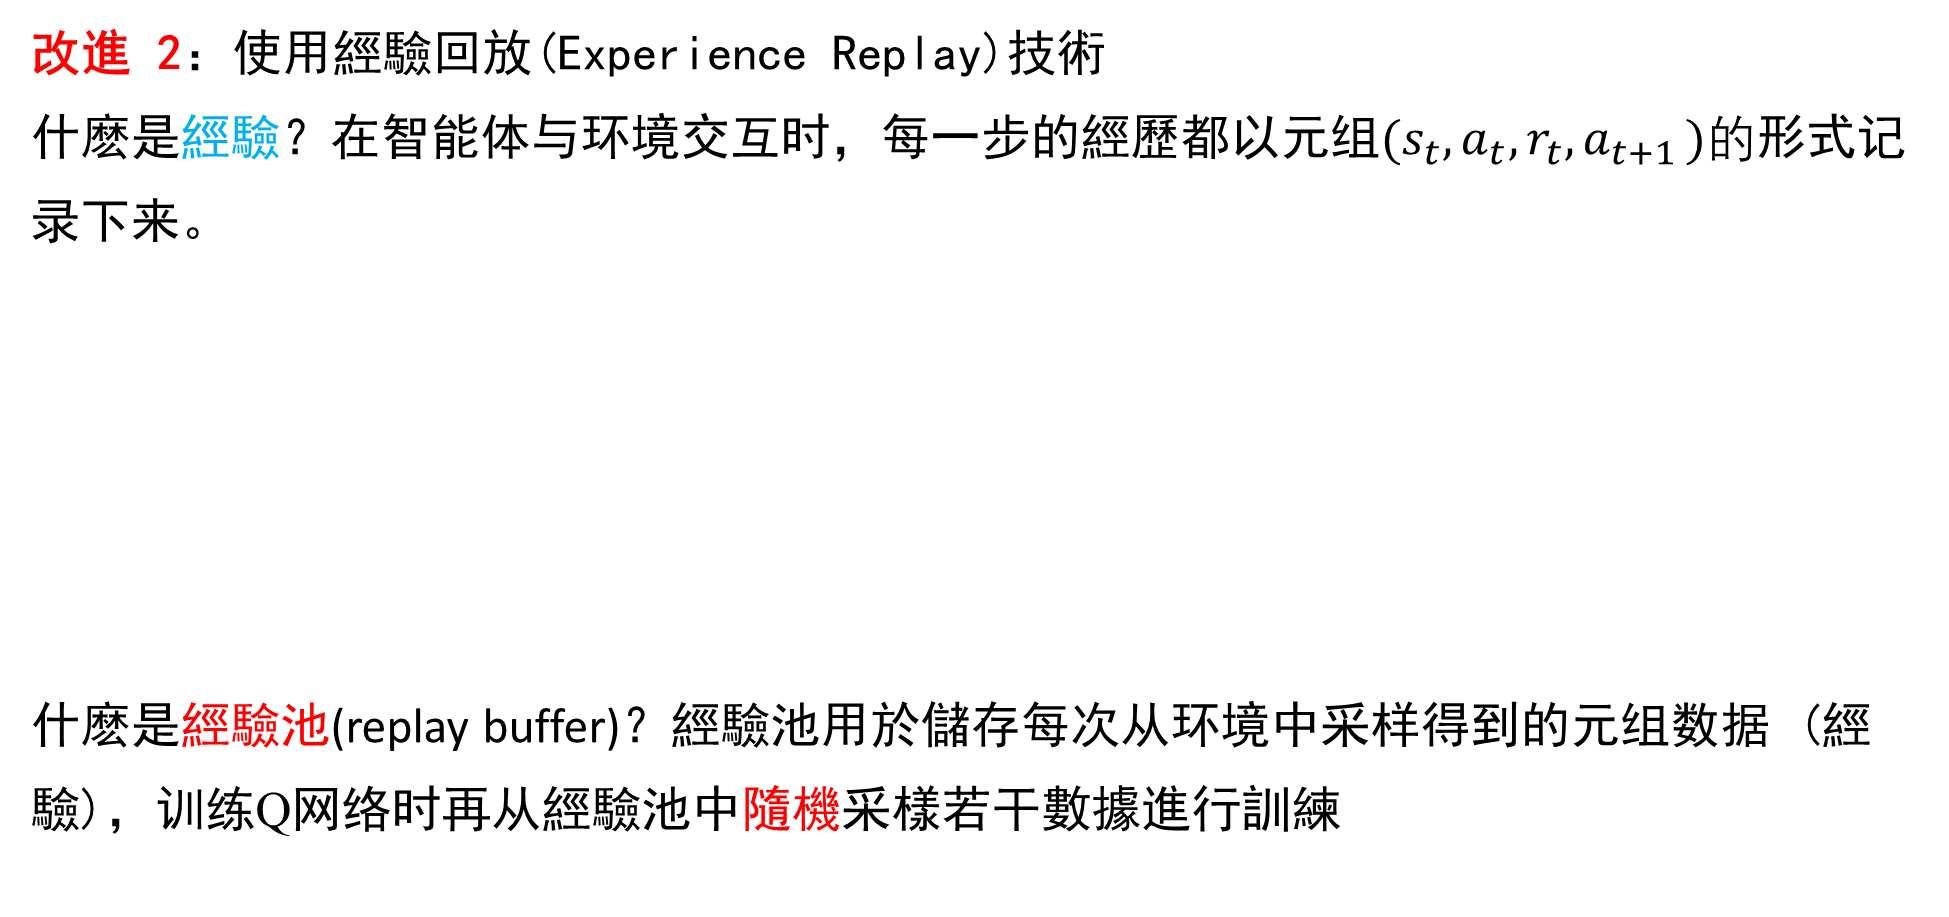 改進 2：使用經驗回放(Experience Replay)技術
什麽是經驗？在智能体与环境交互时，每一步的經歷都以元组(s_t, a_t, r_t, a_{t+1})的形式记
录下来。
什麽是經驗池(replay buffer)？經驗池用於儲存每次从环境中采样得到的元组数据（經
驗），训练Q网络时再从經驗池中隨機采樣若干數據進行訓練